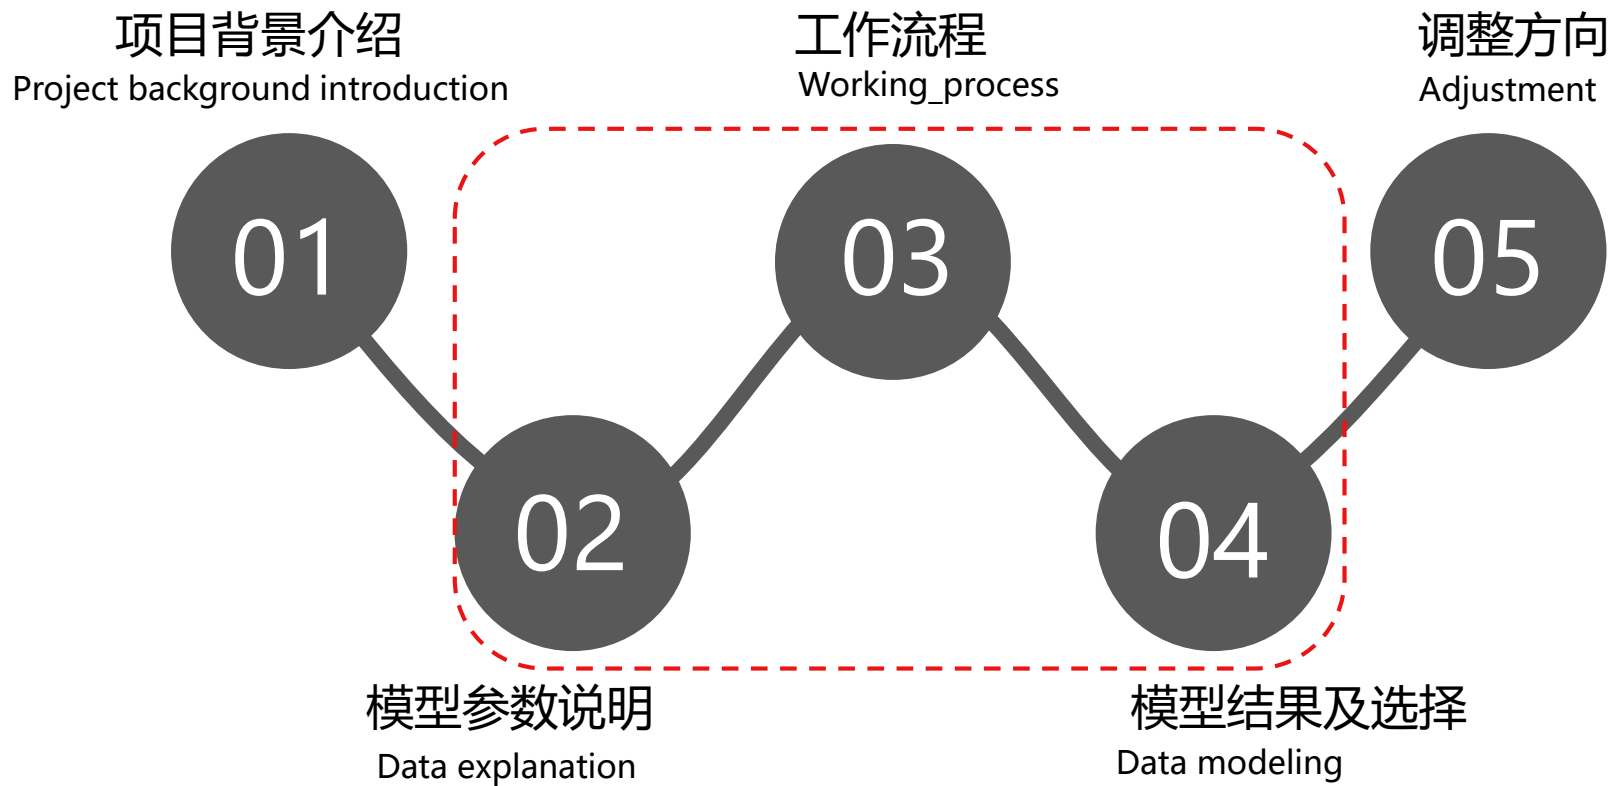 项目背景介绍
Project background introduction
01
模型参数说明
Data explanation
02
工作流程
Working_process
03
模型结果及选择
Data modeling
04
调整方向
Adjustment
05